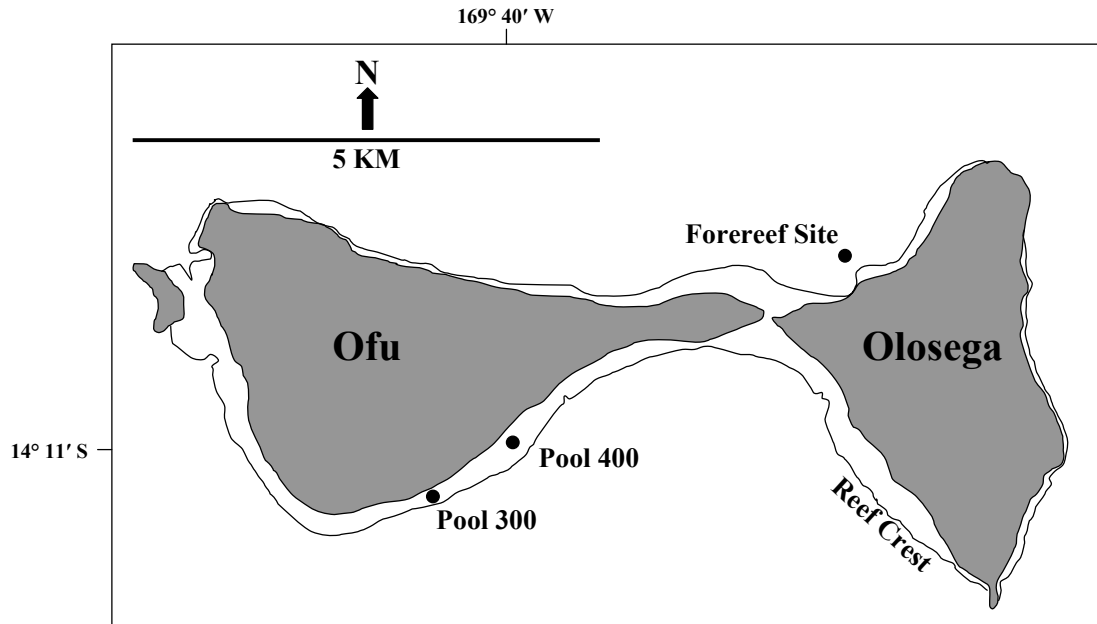 169° 40′ W
N
5 KM
Forereef Site
Ofu
Olosega
14° 11′ S
Pool 400
Pool 300
Reef Crest